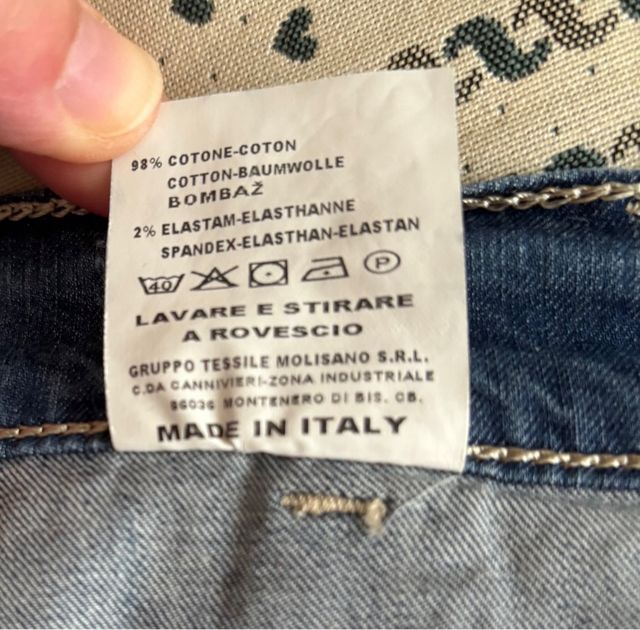 98% COTONE-COTON
COTTON-BAUMWOLLE
BOMBAŽ
2% ELASTAM-ELASTHANNE
SPANDEX-ELASTHAN-ELASTAN
40 P
LAVARE E STIRARE
A ROVESCIO
GRUPPO TESSILE MOLISANO S.R.L.
C.DA CANNIVIERI-ZONA INDUSTRIALE
86036 MONTENERO DI BIS. CB.
MADE IN ITALY